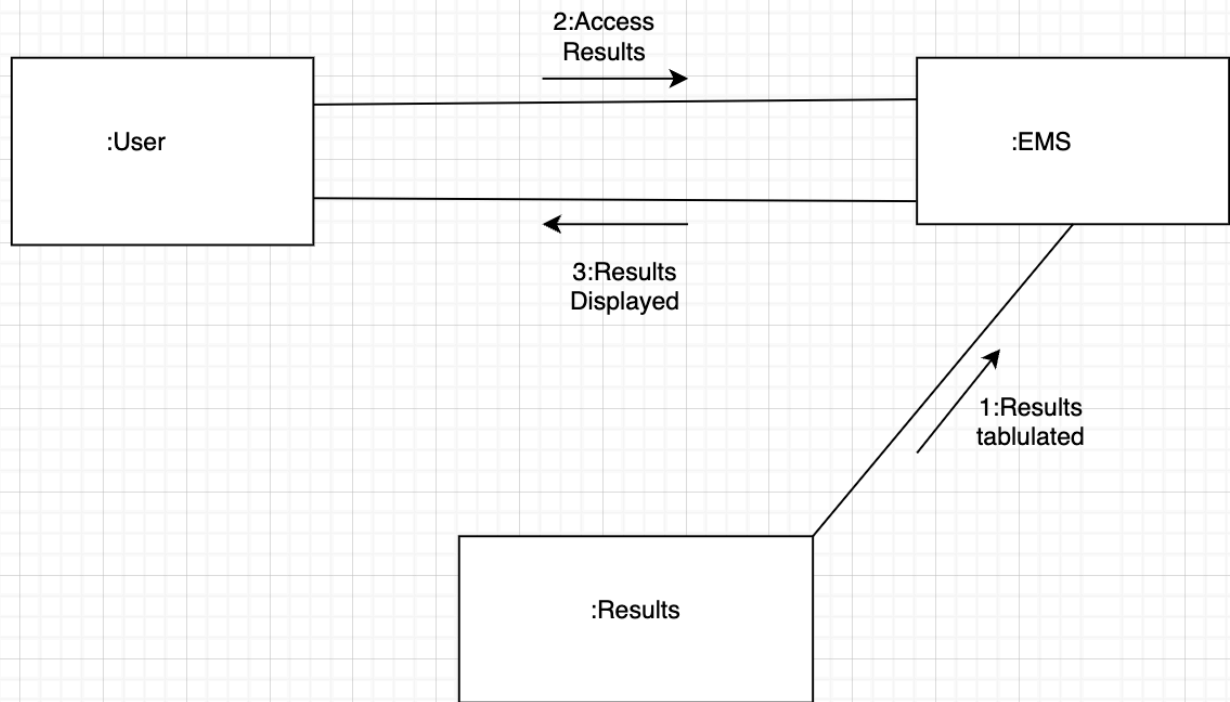 2:Access
Results
:User
:EMS
3:Results
Displayed
1:Results
tablulated
:Results